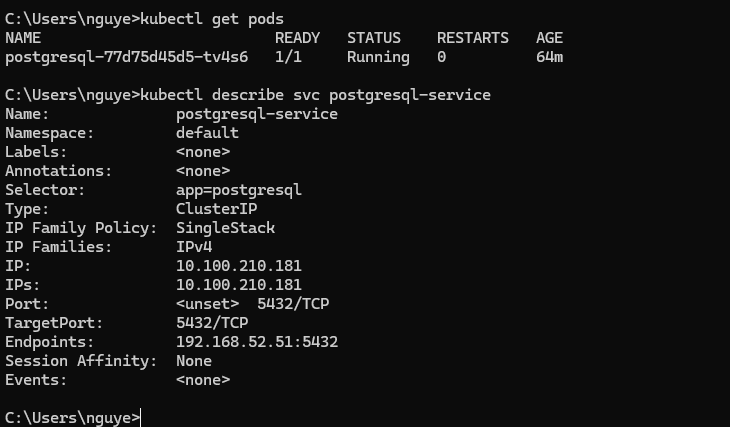 C:\Users\nguye>kubectl get pods
NAME                          READY   STATUS    RESTARTS   AGE
postgresql-77d75d45d5-tv4s6   1/1     Running   0          64m
C:\Users\nguye>kubectl describe svc postgresql-service
Name:              postgresql-service
Namespace:         default
Labels:            <none>
Annotations:       <none>
Selector:          app=postgresql
Type:              ClusterIP
IP Family Policy:  SingleStack
IP Families:       IPv4
IP:                10.100.210.181
IPs:               10.100.210.181
Port:              <unset>  5432/TCP
TargetPort:        5432/TCP
Endpoints:         192.168.52.51:5432
Session Affinity:  None
Events:            <none>
C:\Users\nguye>